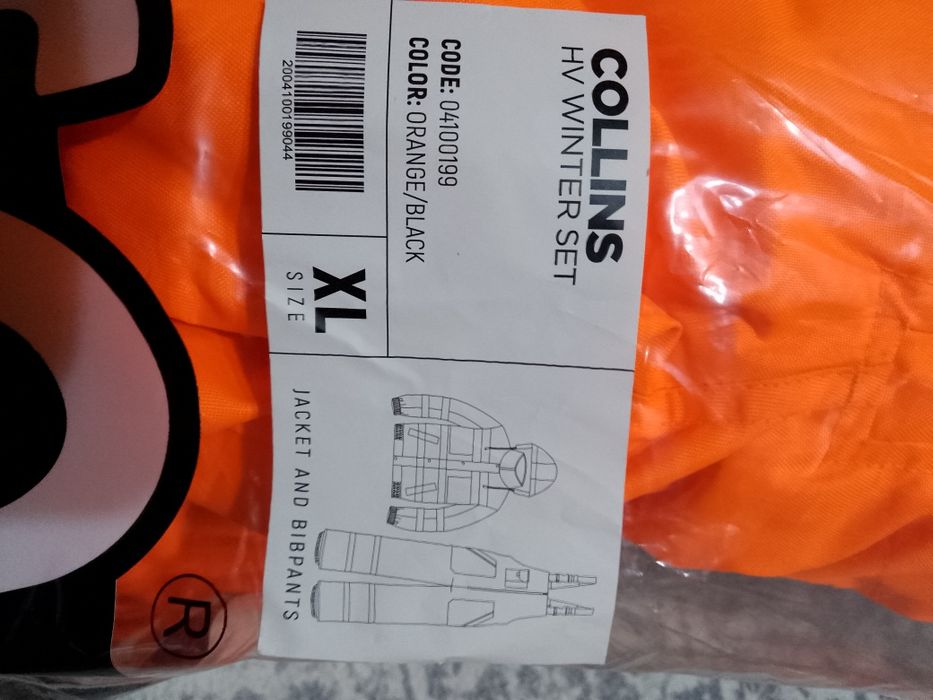 COLLINS
HV WINTER SET
CODE: 04100199
COLOR: ORANGE/BLACK
2004100199044
XL
SIZE
JACKET AND BIBPANTS
®